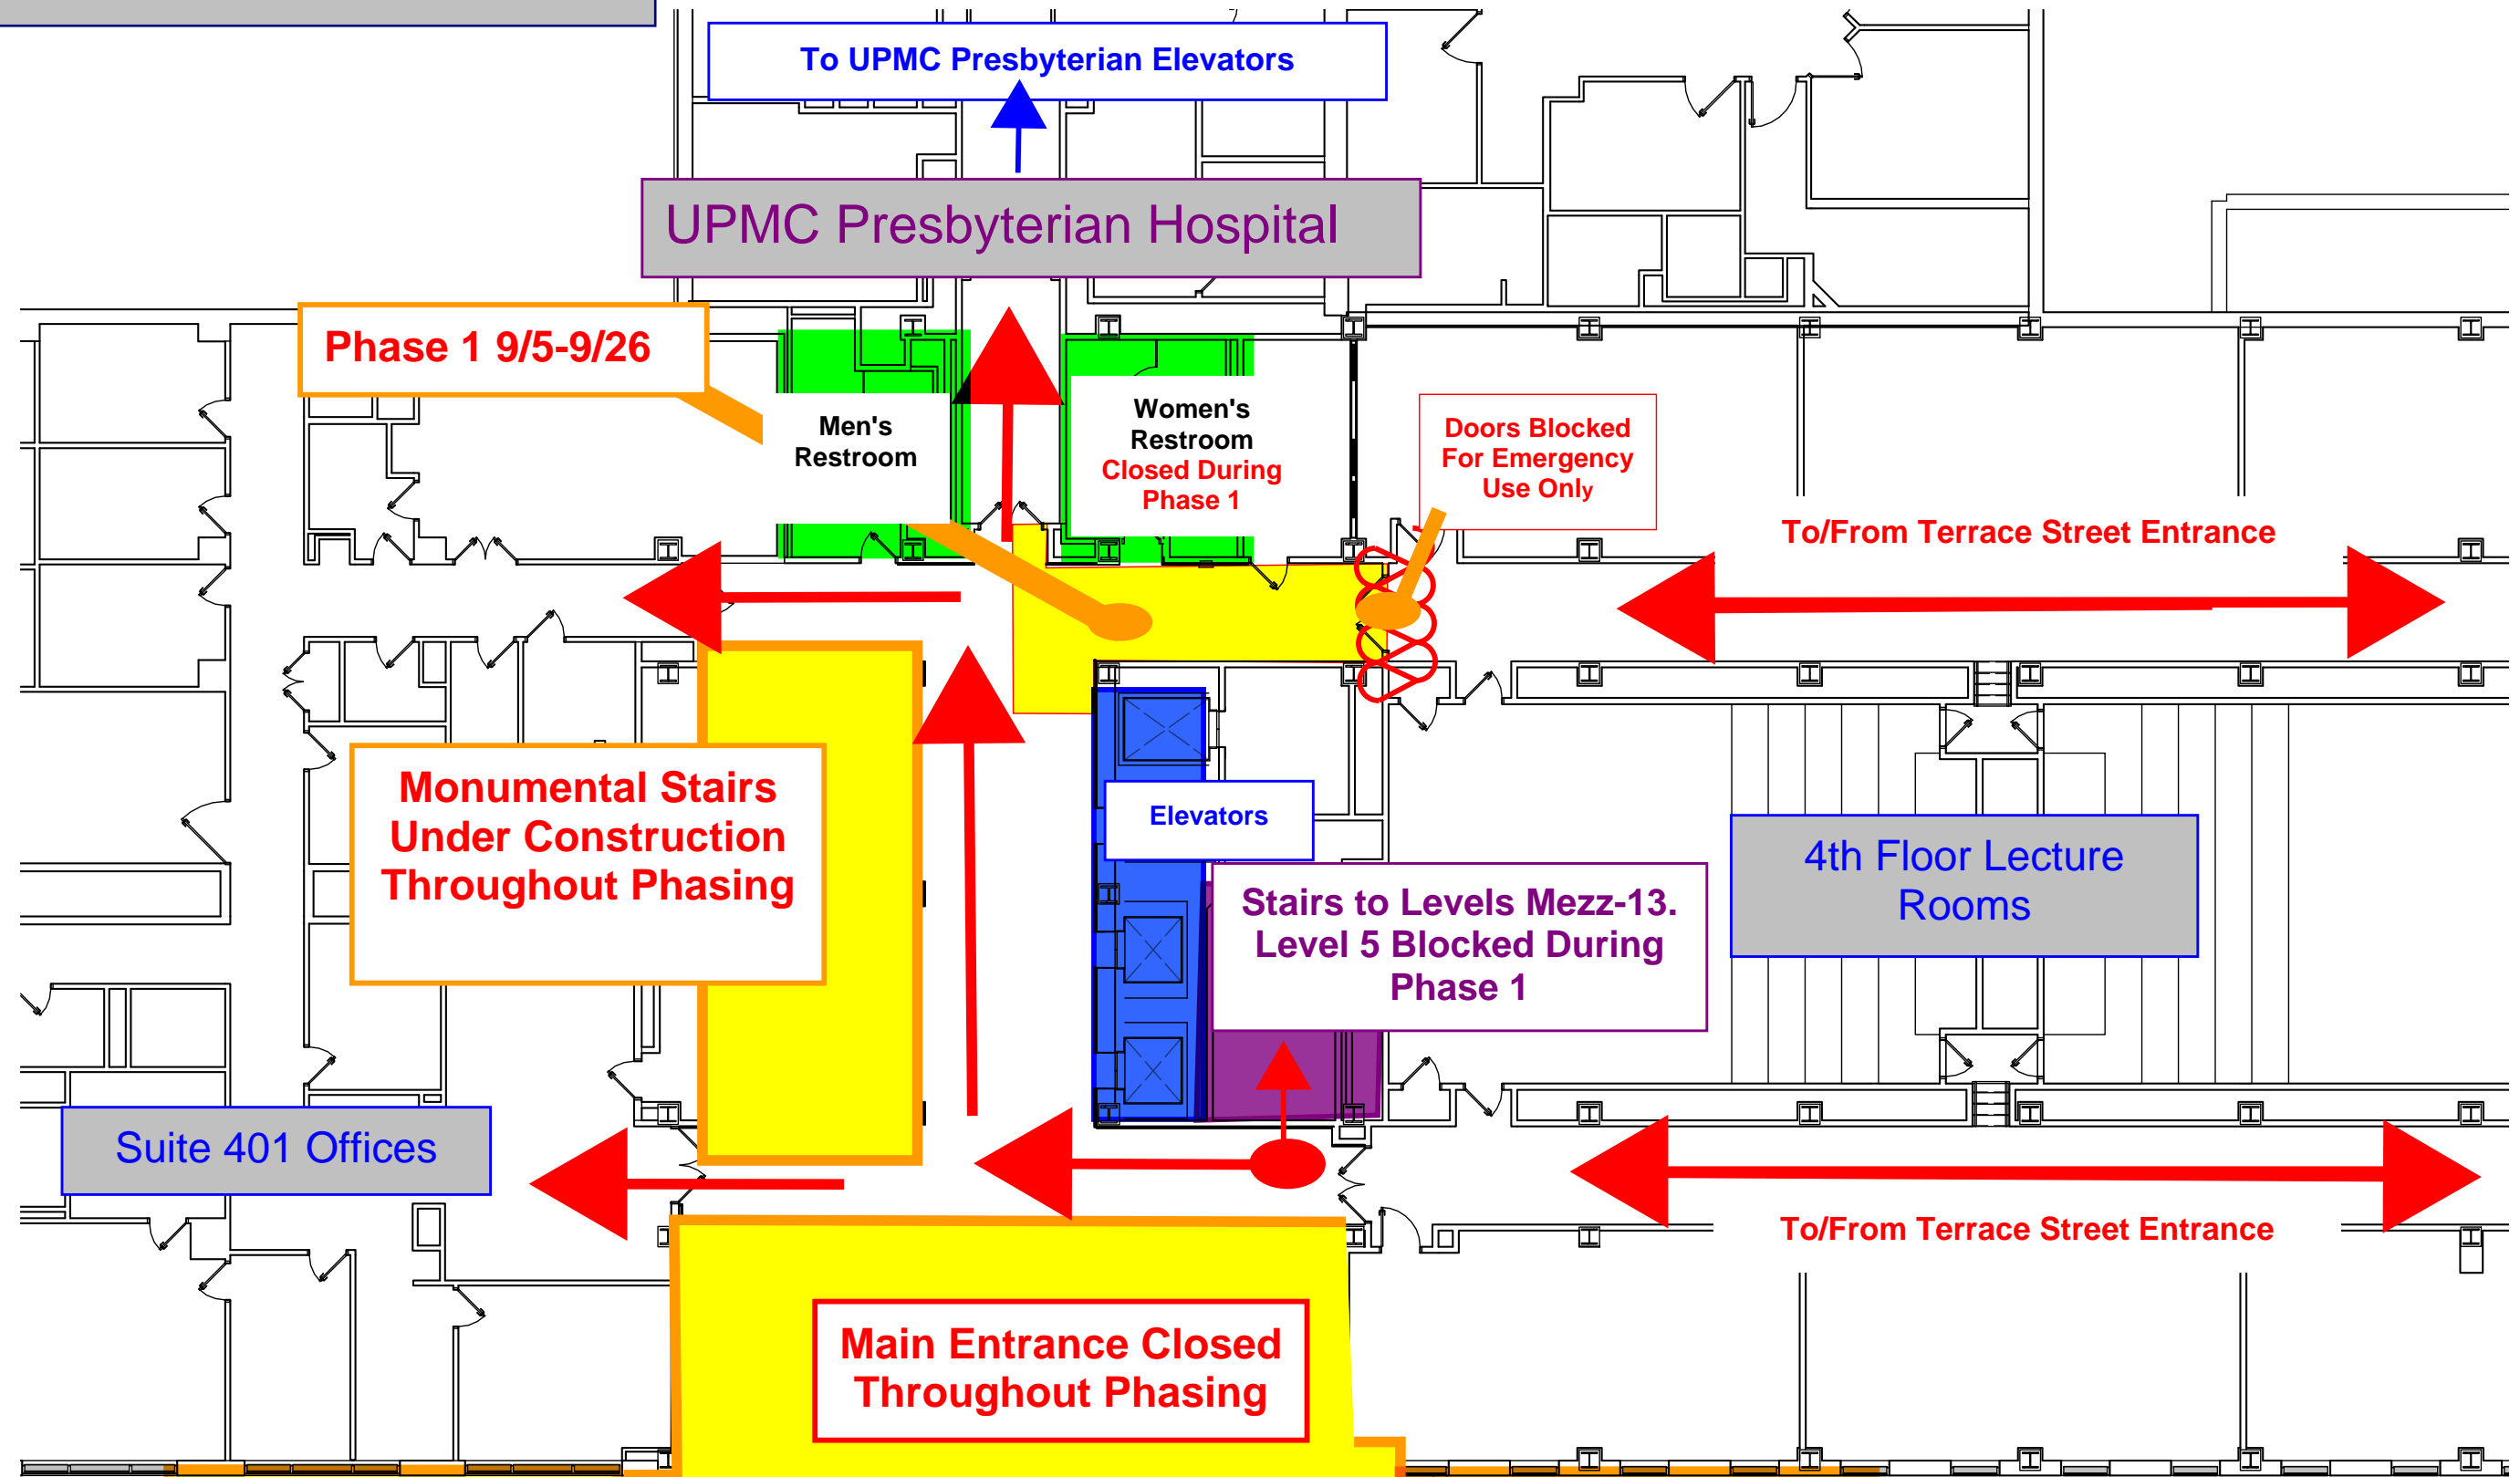 To UPMC Presbyterian Elevators
UPMC Presbyterian Hospital
Phase 1 9/5-9/26
Men's
Restroom
Women's
Restroom
Closed During
Phase 1
Doors Blocked
For Emergency
Use Only
To/From Terrace Street Entrance
Monumental Stairs
Under Construction
Throughout Phasing
Elevators
Stairs to Levels Mezz-13.
Level 5 Blocked During
Phase 1
4th Floor Lecture
Rooms
Suite 401 Offices
To/From Terrace Street Entrance
Main Entrance Closed
Throughout Phasing